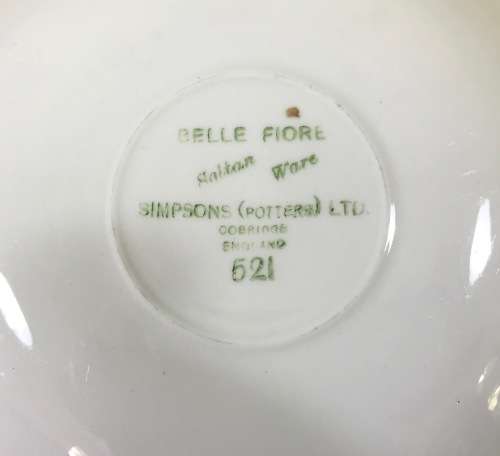 BELLE FIORE
Solian Ware
SIMPSONS (POTTERS) LTD.
COBRIDGE
ENGLAND
621